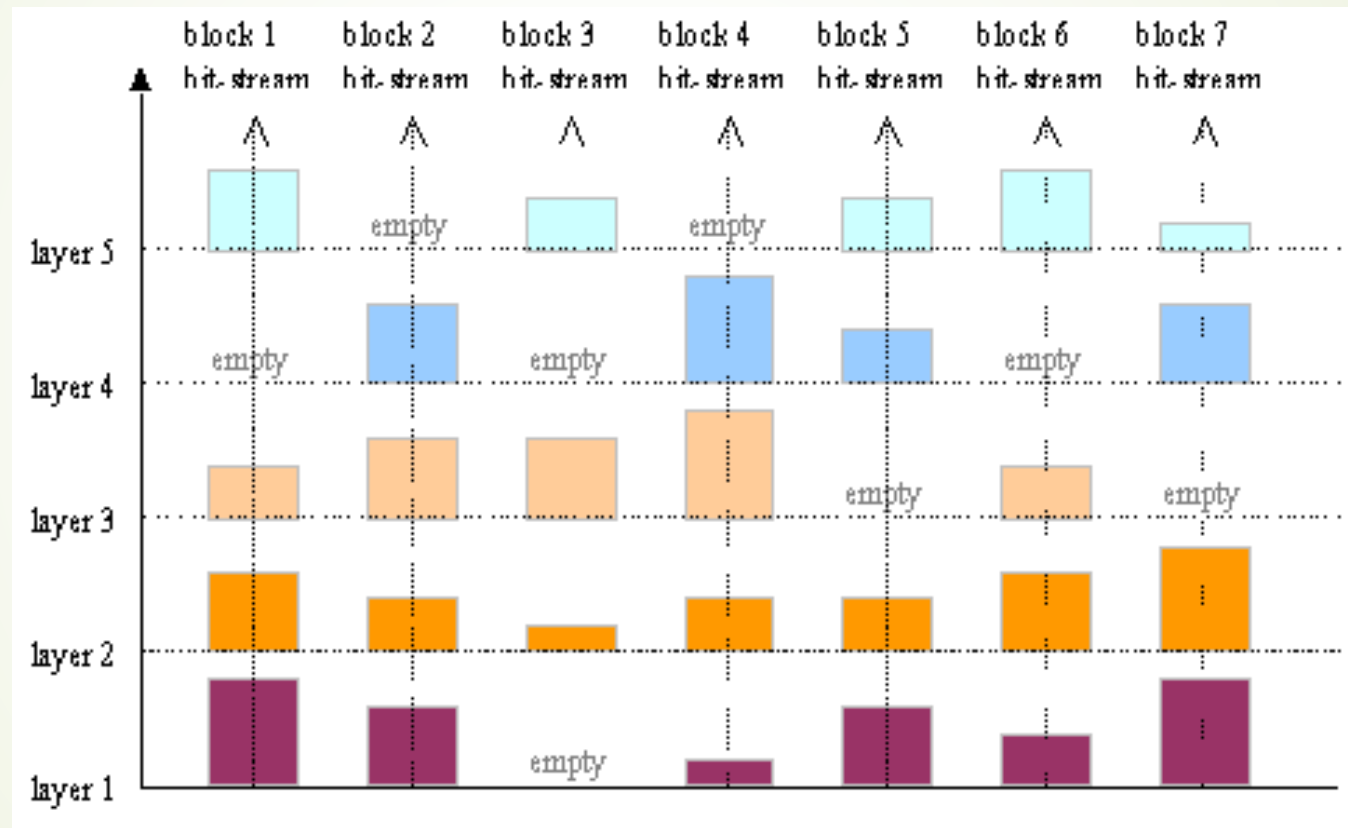 block 1 block 2 block 3 block 4 block 5 block 6 block 7
bit-stream bit-stream bit-stream bit-stream bit-stream bit-stream bit-stream
empty empty
layer 5
empty empty empty
layer 4
empty empty
layer 3
layer 2
empty
layer 1